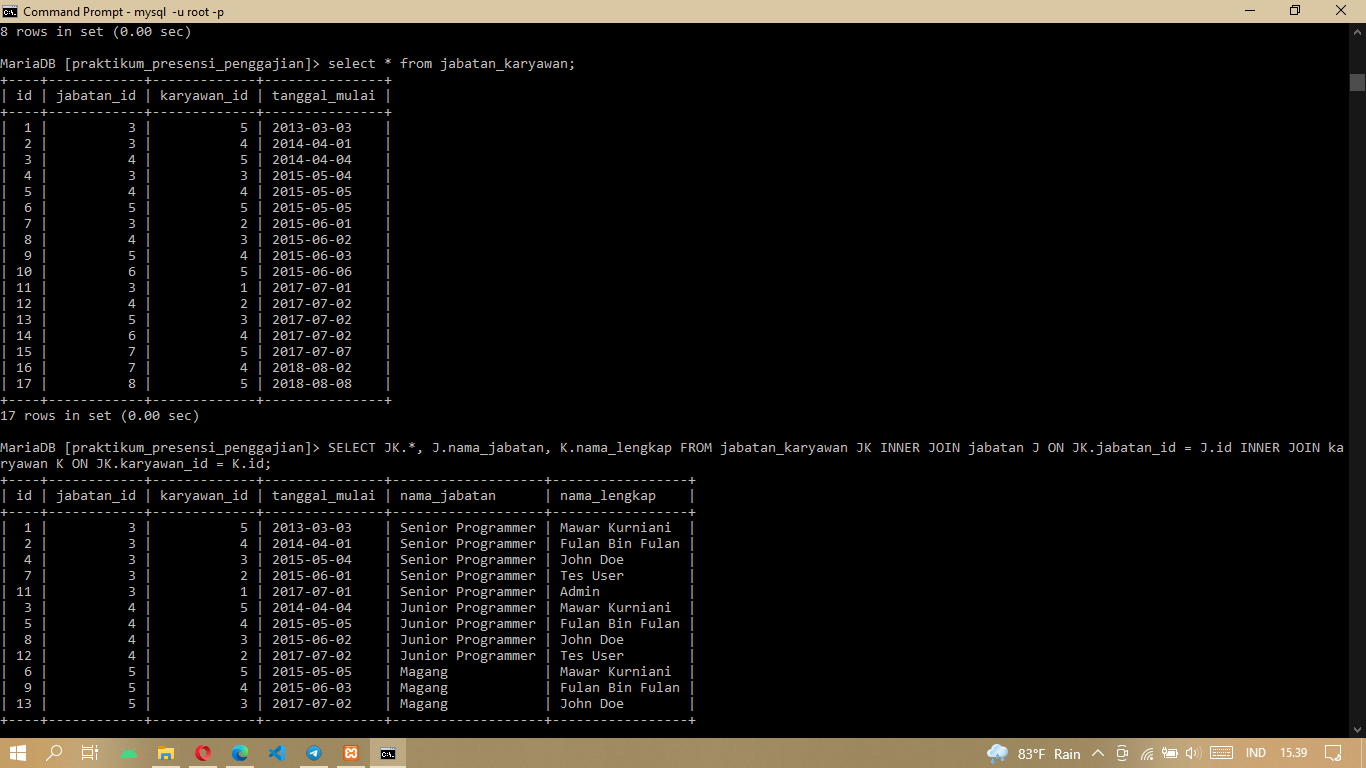 Command Prompt - mysql  -u root -p
8 rows in set (0.00 sec)
MariaDB [praktikum_presensi_penggajian]> select * from jabatan_karyawan;
+----+------------+-------------+---------------+
| id | jabatan_id | karyawan_id | tanggal_mulai |
+----+------------+-------------+---------------+
|  1 |          3 |           5 | 2013-03-03    |
|  2 |          3 |           4 | 2014-04-01    |
|  3 |          4 |           5 | 2014-04-04    |
|  4 |          3 |           3 | 2015-05-04    |
|  5 |          4 |           4 | 2015-05-05    |
|  6 |          5 |           5 | 2015-05-05    |
|  7 |          3 |           2 | 2015-06-01    |
|  8 |          4 |           3 | 2015-06-02    |
|  9 |          5 |           4 | 2015-06-03    |
| 10 |          6 |           5 | 2015-06-06    |
| 11 |          3 |           1 | 2017-07-01    |
| 12 |          4 |           2 | 2017-07-02    |
| 13 |          5 |           3 | 2017-07-02    |
| 14 |          6 |           4 | 2017-07-02    |
| 15 |          7 |           5 | 2017-07-07    |
| 16 |          7 |           4 | 2018-08-02    |
| 17 |          8 |           5 | 2018-08-08    |
+----+------------+-------------+---------------+
17 rows in set (0.00 sec)
MariaDB [praktikum_presensi_penggajian]> SELECT JK.*, J.nama_jabatan, K.nama_lengkap FROM jabatan_karyawan JK INNER JOIN jabatan J ON JK.jabatan_id = J.id INNER JOIN ka
ryawan K ON JK.karyawan_id = K.id;
+----+------------+-------------+---------------+-------------------+-----------------+
| id | jabatan_id | karyawan_id | tanggal_mulai | nama_jabatan      | nama_lengkap    |
+----+------------+-------------+---------------+-------------------+-----------------+
|  1 |          3 |           5 | 2013-03-03    | Senior Programmer | Mawar Kurniani  |
|  2 |          3 |           4 | 2014-04-01    | Senior Programmer | Fulan Bin Fulan |
|  4 |          3 |           3 | 2015-05-04    | Senior Programmer | John Doe        |
|  7 |          3 |           2 | 2015-06-01    | Senior Programmer | Tes User        |
| 11 |          3 |           1 | 2017-07-01    | Senior Programmer | Admin           |
|  3 |          4 |           5 | 2014-04-04    | Junior Programmer | Mawar Kurniani  |
|  5 |          4 |           4 | 2015-05-05    | Junior Programmer | Fulan Bin Fulan |
|  8 |          4 |           3 | 2015-06-02    | Junior Programmer | John Doe        |
| 12 |          4 |           2 | 2017-07-02    | Junior Programmer | Tes User        |
|  6 |          5 |           5 | 2015-05-05    | Magang            | Mawar Kurniani  |
|  9 |          5 |           4 | 2015-06-03    | Magang            | Fulan Bin Fulan |
| 13 |          5 |           3 | 2017-07-02    | Magang            | John Doe        |
+----+------------+-------------+---------------+-------------------+-----------------+
83°F Rain IND 15.39